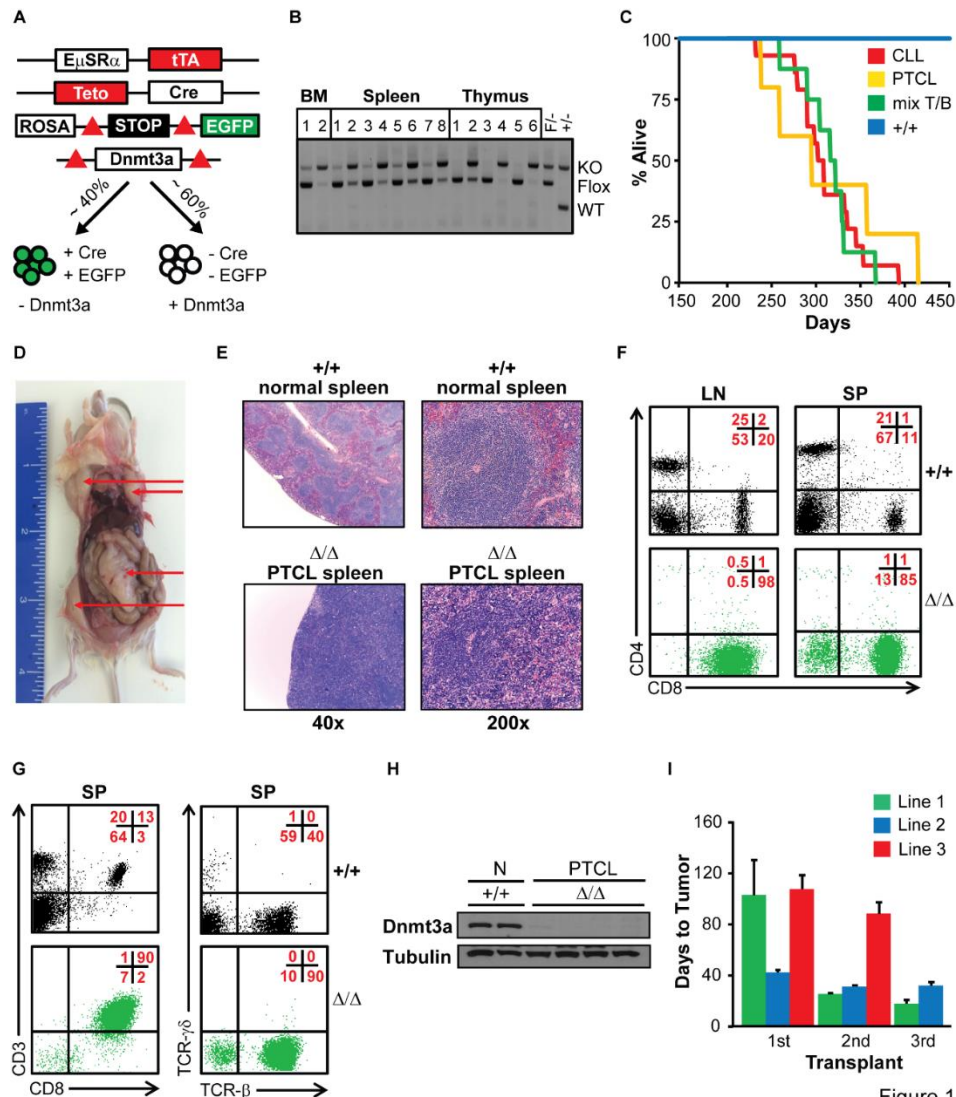 A
EµSRα
tTA
Teto
Cre
ROSA
STOP
EGFP
Dnmt3a
~ 40%
~ 60%
+ Cre
+ EGFP
- Dnmt3a
- Cre
- EGFP
+ Dnmt3a
B
BM Spleen Thymus
1 2 1 2 3 4 5 6 7 8 1 2 3 4 5 6 F/- +/-
KO
Flox
WT
C
% Alive
100
75
50
25
0
150 200 250 300 350 400 450
Days
CLL
PTCL
mix T/B
+/+
D
1
2
3
4
E
+/+
normal spleen
+/+
normal spleen
Δ/Δ
PTCL spleen
Δ/Δ
PTCL spleen
40x
200x
F
LN SP
25 2
53 20
21 1
67 11
+/+
0.5 1
0.5 98
1 1
13 85
Δ/Δ
CD4
CD8
G
SP SP
20 13
64 3
1 0
59 40
+/+
1 90
7 2
0 0
10 90
Δ/Δ
CD3
CD8
TCR-γδ
TCR-β
H
N PTCL
+/+ Δ/Δ
Dnmt3a
Tubulin
I
Line 1
Line 2
Line 3
Days to Tumor
160
120
80
40
0
1st 2nd 3rd
Transplant
Figure 1